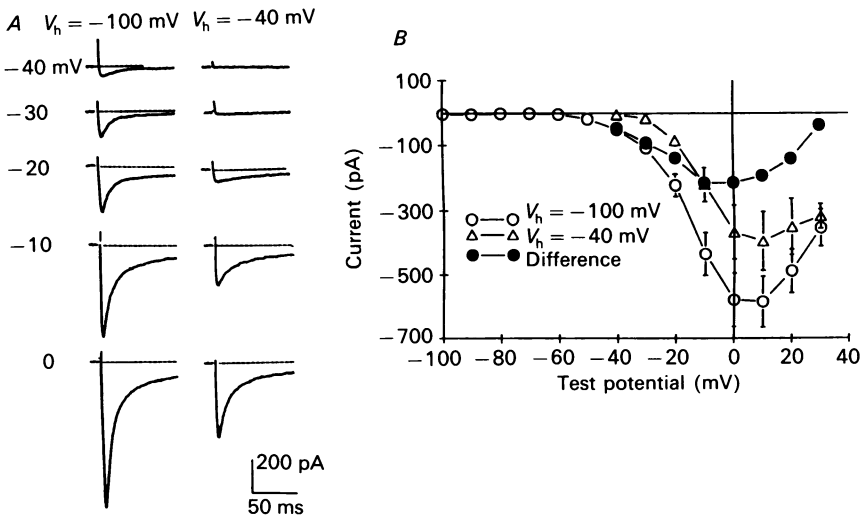 A V_h = −100 mV V_h = −40 mV
−40 mV
−30
−20
−10
0
200 pA
50 ms
B
100
−100
−300
−500
−700
Current (pA)
V_h = −100 mV
V_h = −40 mV
Difference
−100 −80 −60 −40 −20 0 20 40
Test potential (mV)